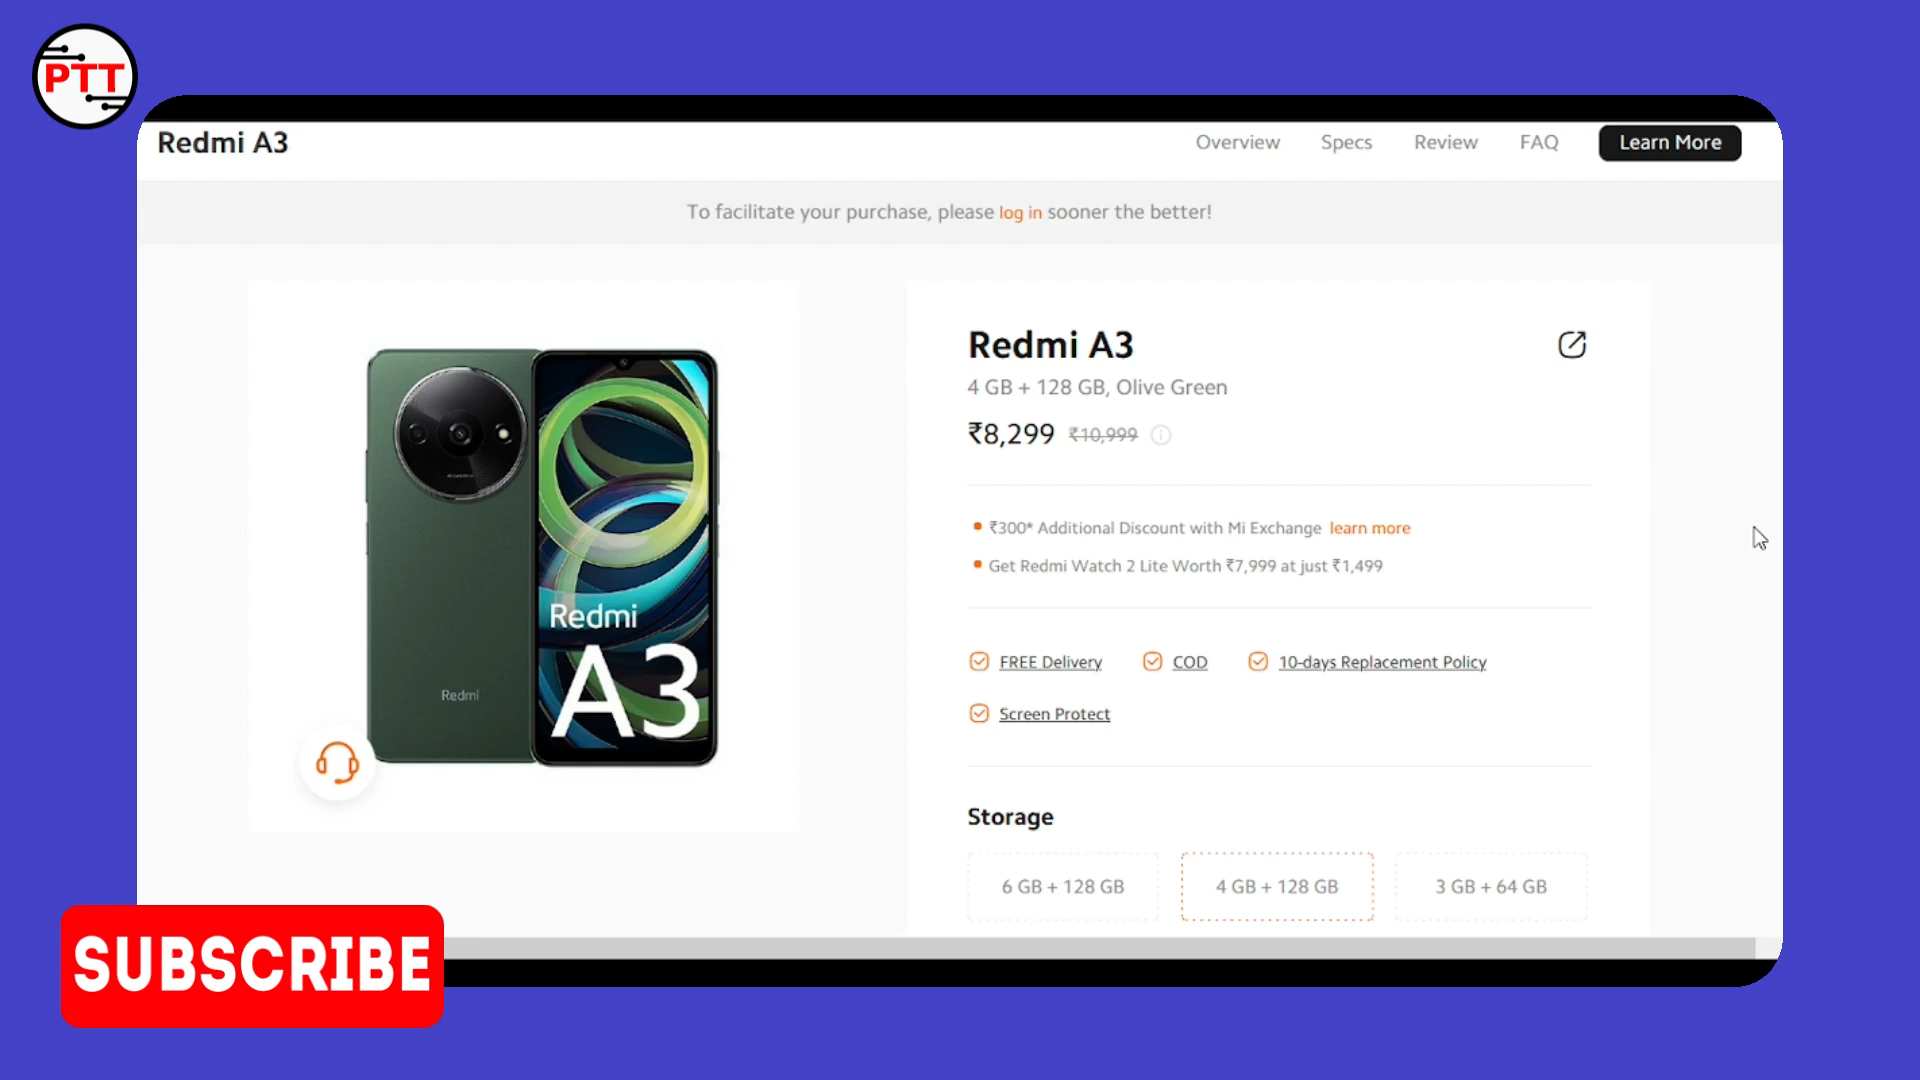 PTT
Redmi A3
Overview
Specs
Review
FAQ
Learn More
To facilitate your purchase, please log in sooner the better!
Redmi
Redmi
A3
Redmi A3
4 GB + 128 GB, Olive Green
₹8,299 ₹10,999
₹300* Additional Discount with Mi Exchange learn more
Get Redmi Watch 2 Lite Worth ₹7,999 at just ₹1,499
FREE Delivery
COD
10-days Replacement Policy
Screen Protect
Storage
6 GB + 128 GB
4 GB + 128 GB
3 GB + 64 GB
SUBSCRIBE